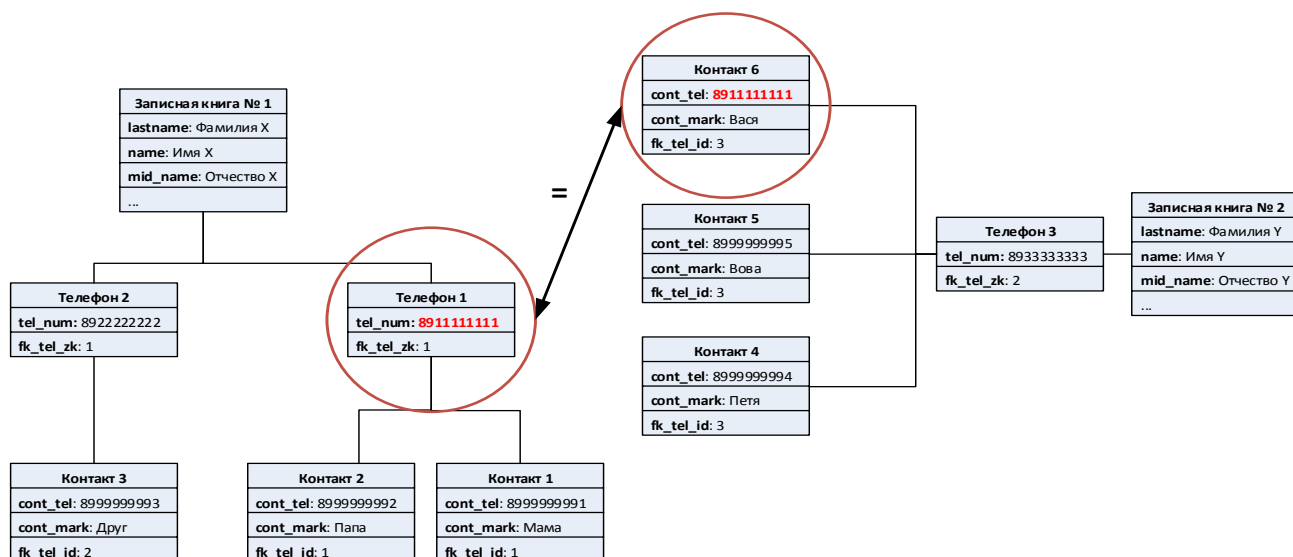 Записная книга № 1
lastname: Фамилия X
name: Имя X
mid_name: Отчество X
...
Контакт 6
cont_tel: 8911111111
cont_mark: Вася
fk_tel_id: 3
=
Контакт 5
cont_tel: 8999999995
cont_mark: Вова
fk_tel_id: 3
Телефон 3
tel_num: 8933333333
fk_tel_zk: 2
Записная книга № 2
lastname: Фамилия Y
name: Имя Y
mid_name: Отчество Y
...
Телефон 2
tel_num: 8922222222
fk_tel_zk: 1
Телефон 1
tel_num: 8911111111
fk_tel_zk: 1
Контакт 4
cont_tel: 8999999994
cont_mark: Петя
fk_tel_id: 3
Контакт 3
cont_tel: 8999999993
cont_mark: Друг
fk_tel_id: 2
Контакт 2
cont_tel: 8999999992
cont_mark: Папа
fk_tel_id: 1
Контакт 1
cont_tel: 8999999991
cont_mark: Мама
fk_tel_id: 1